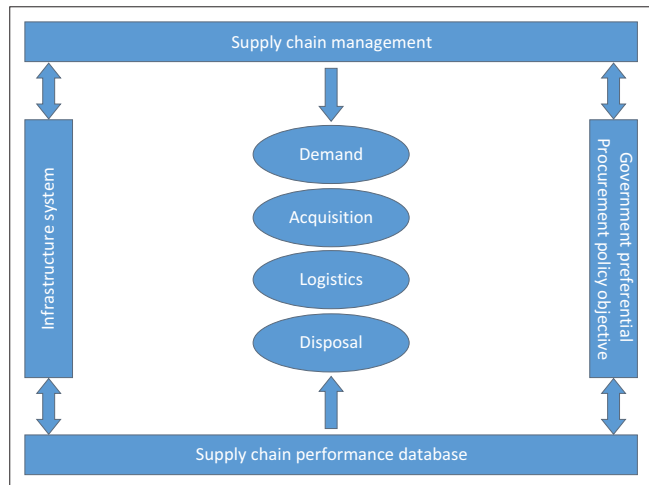 Supply chain management
Demand
Acquisition
Logistics
Disposal
Infrastructure system
Government preferential
Procurement policy objective
Supply chain performance database